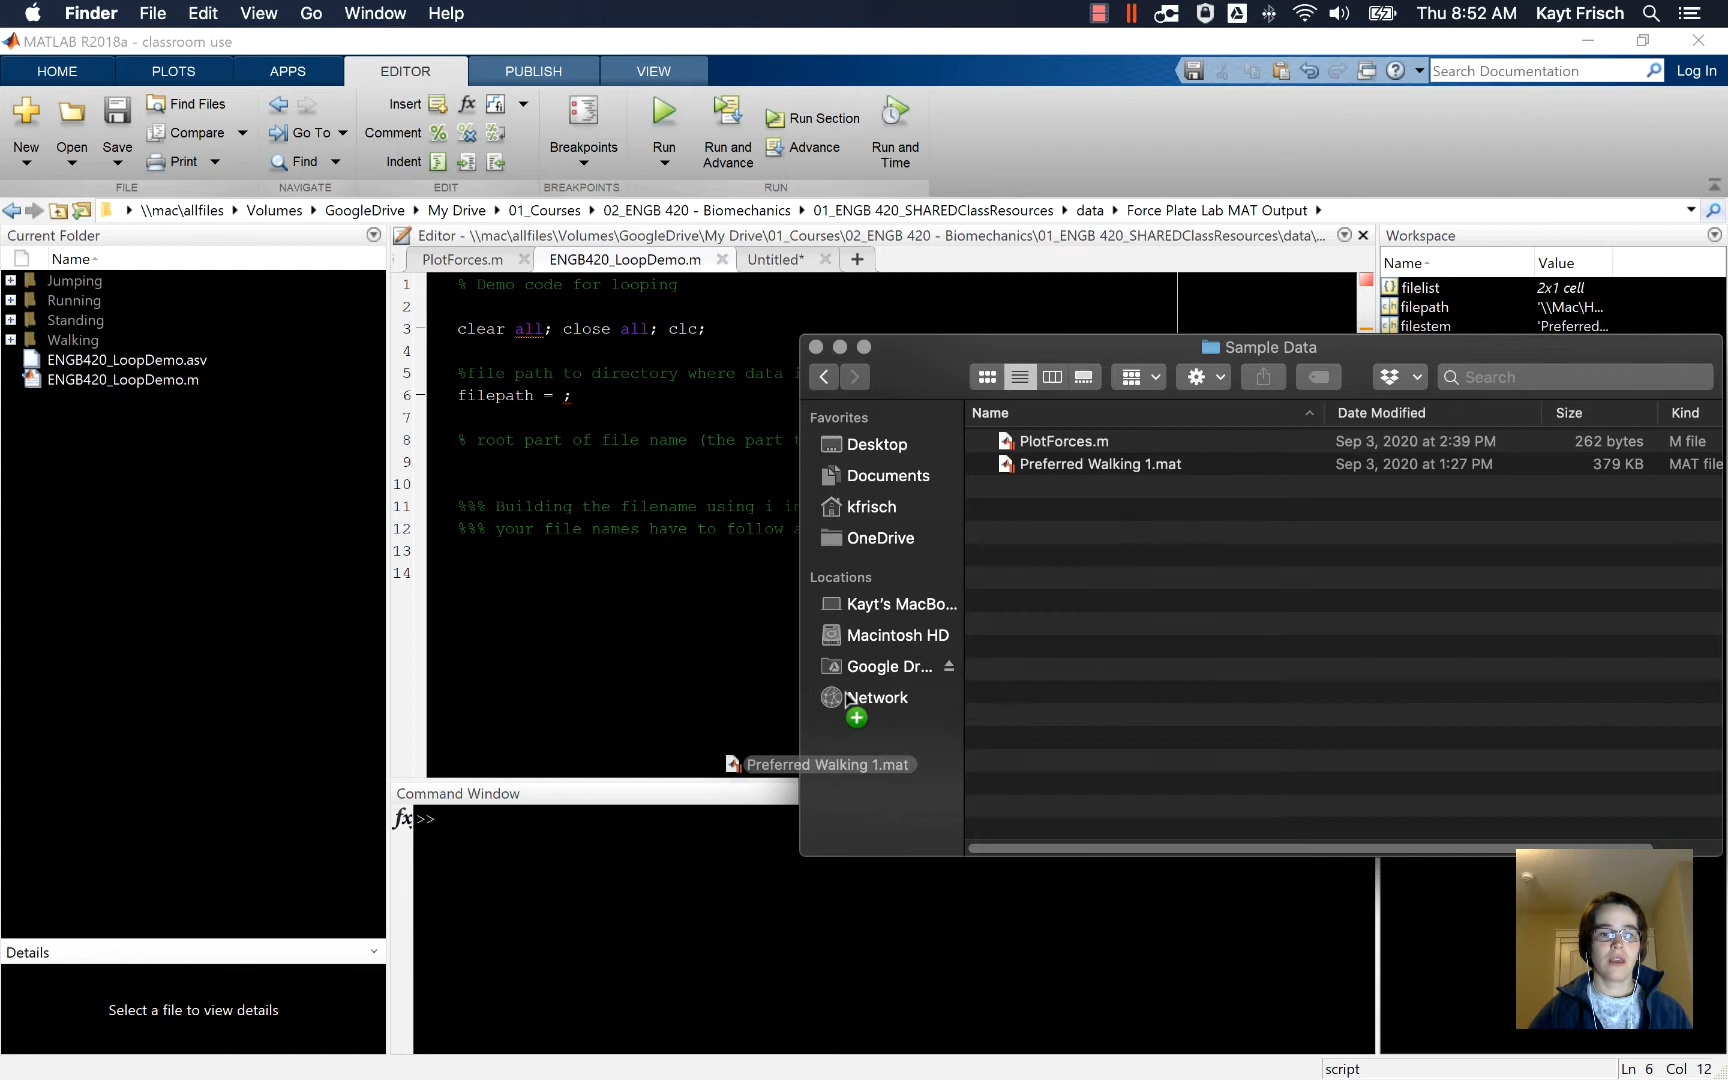 Finder File Edit View Go Window Help Thu 8:52 AM Kayt Frisch
MATLAB R2018a - classroom use
HOME PLOTS APPS EDITOR PUBLISH VIEW Search Documentation Log In
New Open Save Find Files Compare Print Go To Find Insert fx Comment Indent Breakpoints Run Run and Advance Run Section Advance Run and Time
FILE NAVIGATE EDIT BREAKPOINTS RUN
\\mac\allfiles Volumes GoogleDrive My Drive 01_Courses 02_ENGB 420 - Biomechanics 01_ENGB 420_SHAREDClassResources data Force Plate Lab MAT Output
Current Folder
Name
Jumping
Running
Standing
Walking
ENGB420_LoopDemo.asv
ENGB420_LoopDemo.m
Details
Select a file to view details
Editor - \\mac\allfiles\Volumes\GoogleDrive\My Drive\01_Courses\02_ENGB 420 - Biomechanics\01_ENGB 420_SHAREDClassResources\data\...
PlotForces.m ENGB420_LoopDemo.m Untitled*
1 % Demo code for looping
2
3 clear all; close all; clc;
4
5 %file path to directory where data i
6 filepath = ;
7
8 % root part of file name (the part t
9
10
11 %%% Building the filename using i in
12 %%% your file names have to follow a
13
14
Command Window
fx >>
Workspace
Name Value
filelist 2x1 cell
filepath '\\Mac\H...
filestem 'Preferred...
Sample Data
Search
Favorites
Desktop
Documents
kfrisch
OneDrive
Locations
Kayt's MacBo...
Macintosh HD
Google Dr...
Network
Name Date Modified Size Kind
PlotForces.m Sep 3, 2020 at 2:39 PM 262 bytes M file
Preferred Walking 1.mat Sep 3, 2020 at 1:27 PM 379 KB MAT file
Preferred Walking 1.mat
script Ln 6 Col 12